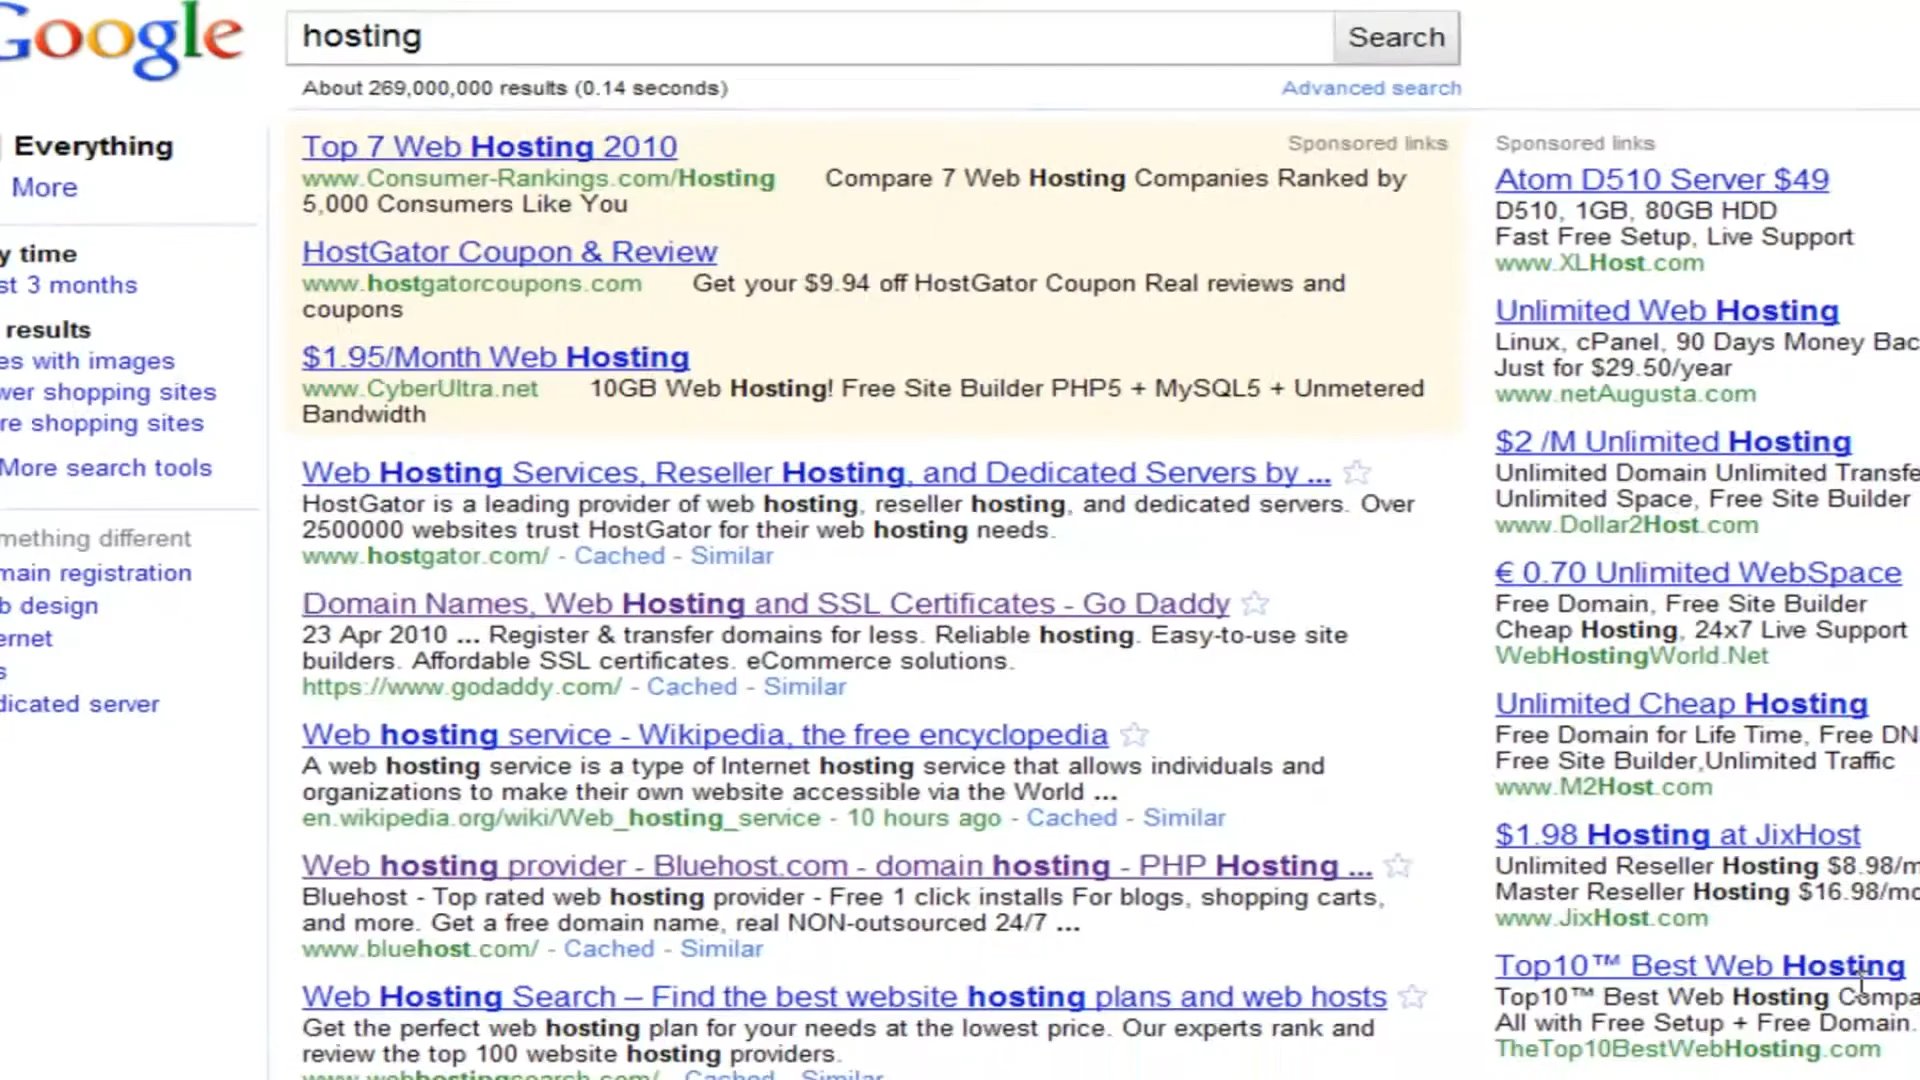 Google
hosting
Search
About 269,000,000 results (0.14 seconds)
Advanced search
Everything
More
y time
st 3 months
results
es with images
wer shopping sites
re shopping sites
More search tools
mething different
main registration
b design
ernet
s
dicated server
Top 7 Web Hosting 2010
Sponsored links
www.Consumer-Rankings.com/Hosting Compare 7 Web Hosting Companies Ranked by
5,000 Consumers Like You
HostGator Coupon & Review
www.hostgatorcoupons.com Get your $9.94 off HostGator Coupon Real reviews and
coupons
$1.95/Month Web Hosting
www.CyberUltra.net 10GB Web Hosting! Free Site Builder PHP5 + MySQL5 + Unmetered
Bandwidth
Web Hosting Services, Reseller Hosting, and Dedicated Servers by ...
HostGator is a leading provider of web hosting, reseller hosting, and dedicated servers. Over
2500000 websites trust HostGator for their web hosting needs.
www.hostgator.com/ - Cached - Similar
Domain Names, Web Hosting and SSL Certificates - Go Daddy
23 Apr 2010 ... Register & transfer domains for less. Reliable hosting. Easy-to-use site
builders. Affordable SSL certificates. eCommerce solutions.
https://www.godaddy.com/ - Cached - Similar
Web hosting service - Wikipedia, the free encyclopedia
A web hosting service is a type of Internet hosting service that allows individuals and
organizations to make their own website accessible via the World ...
en.wikipedia.org/wiki/Web_hosting_service - 10 hours ago - Cached - Similar
Web hosting provider - Bluehost.com - domain hosting - PHP Hosting ...
Bluehost - Top rated web hosting provider - Free 1 click installs For blogs, shopping carts,
and more. Get a free domain name, real NON-outsourced 24/7 ...
www.bluehost.com/ - Cached - Similar
Web Hosting Search – Find the best website hosting plans and web hosts
Get the perfect web hosting plan for your needs at the lowest price. Our experts rank and
review the top 100 website hosting providers.
www.webhostingsearch.com/ - Cached - Similar
Sponsored links
Atom D510 Server $49
D510, 1GB, 80GB HDD
Fast Free Setup, Live Support
www.XLHost.com
Unlimited Web Hosting
Linux, cPanel, 90 Days Money Bac
Just for $29.50/year
www.netAugusta.com
$2 /M Unlimited Hosting
Unlimited Domain Unlimited Transfe
Unlimited Space, Free Site Builder
www.Dollar2Host.com
€ 0.70 Unlimited WebSpace
Free Domain, Free Site Builder
Cheap Hosting, 24x7 Live Support
WebHostingWorld.Net
Unlimited Cheap Hosting
Free Domain for Life Time, Free DN
Free Site Builder,Unlimited Traffic
www.M2Host.com
$1.98 Hosting at JixHost
Unlimited Reseller Hosting $8.98/m
Master Reseller Hosting $16.98/mo
www.JixHost.com
Top10™ Best Web Hosting
Top10™ Best Web Hosting Compa
All with Free Setup + Free Domain.
TheTop10BestWebHosting.com